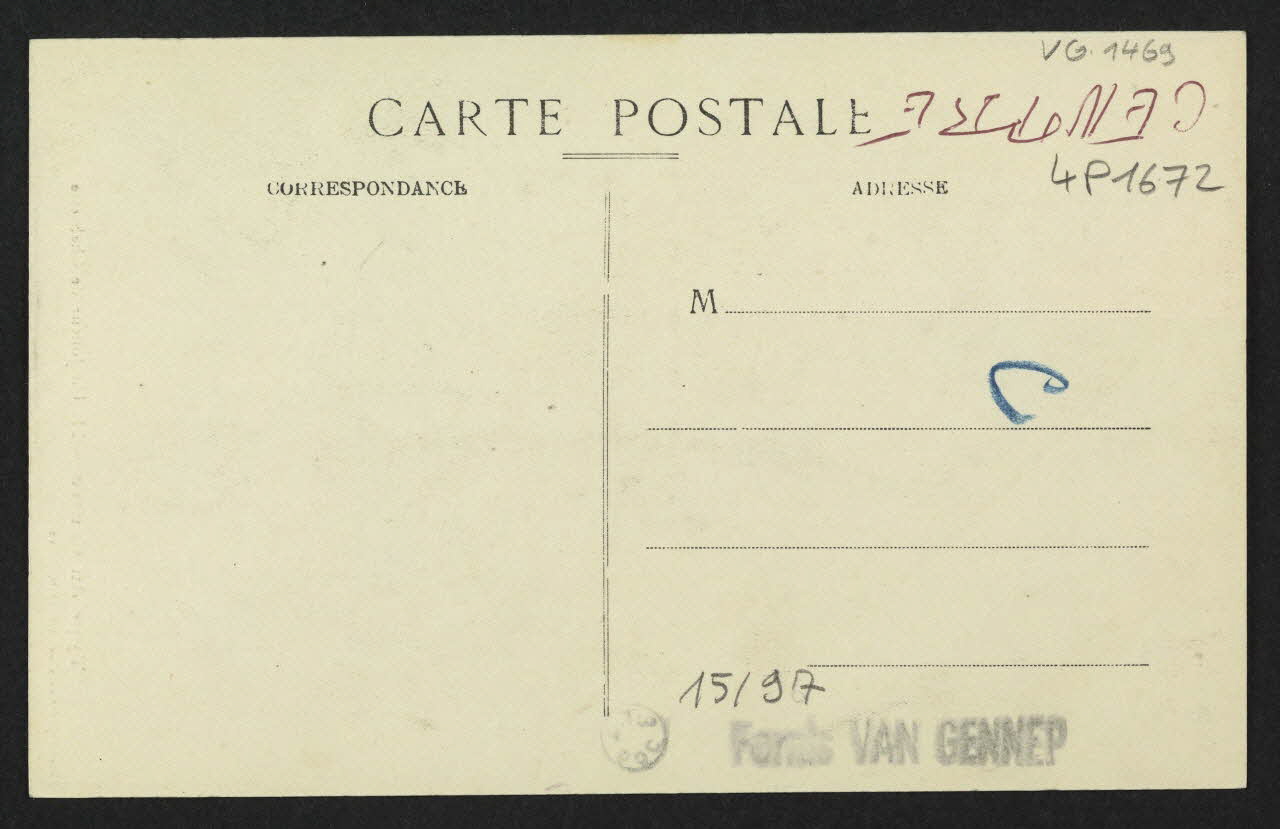 VG. 1469
CARTE POSTALE
4P1672
CORRESPONDANCE
ADRESSE
M
15/97
Fonds VAN GENNEP